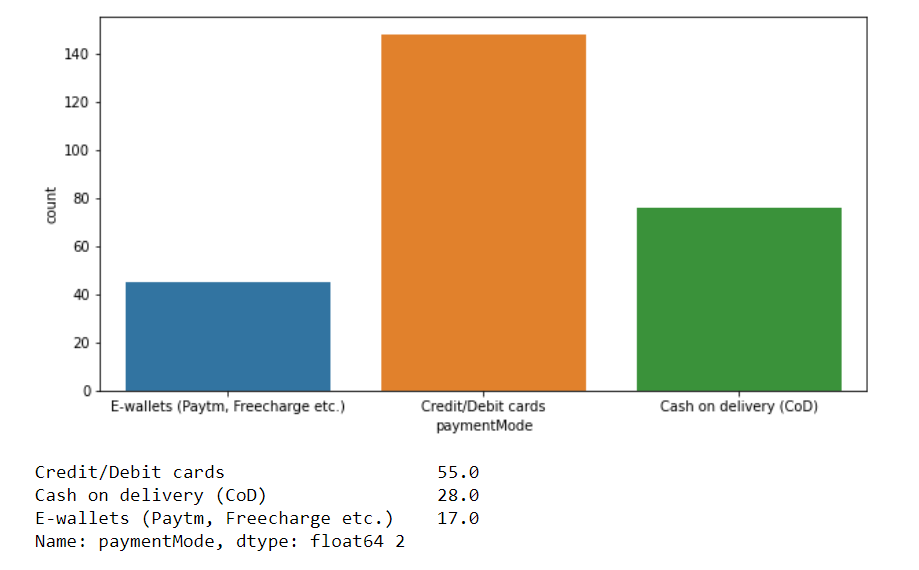 140
120
100
80
60
40
20
0
count
E-wallets (Paytm, Freecharge etc.) Credit/Debit cards Cash on delivery (CoD)
paymentMode
Credit/Debit cards 55.0
Cash on delivery (CoD) 28.0
E-wallets (Paytm, Freecharge etc.) 17.0
Name: paymentMode, dtype: float64 2